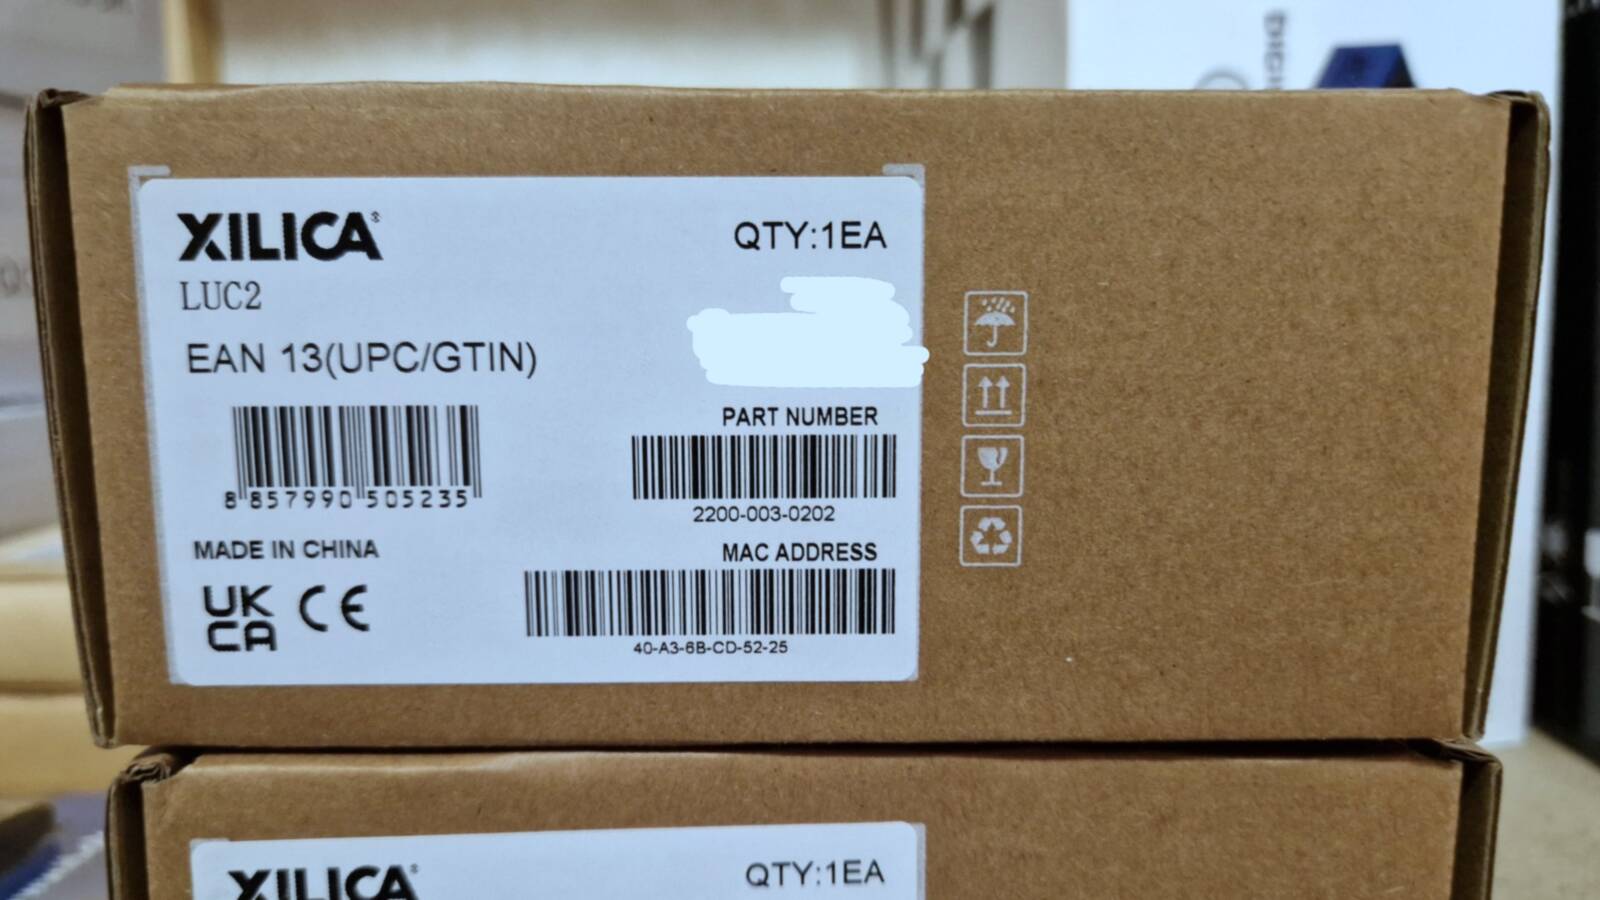 XILICA®
QTY:1EA
LUC2
EAN 13(UPC/GTIN)
8 857990 505235
PART NUMBER
2200-003-0202
MADE IN CHINA
MAC ADDRESS
40-A3-6B-CD-52-25
UK
CA
CE
XILICA®
QTY:1EA